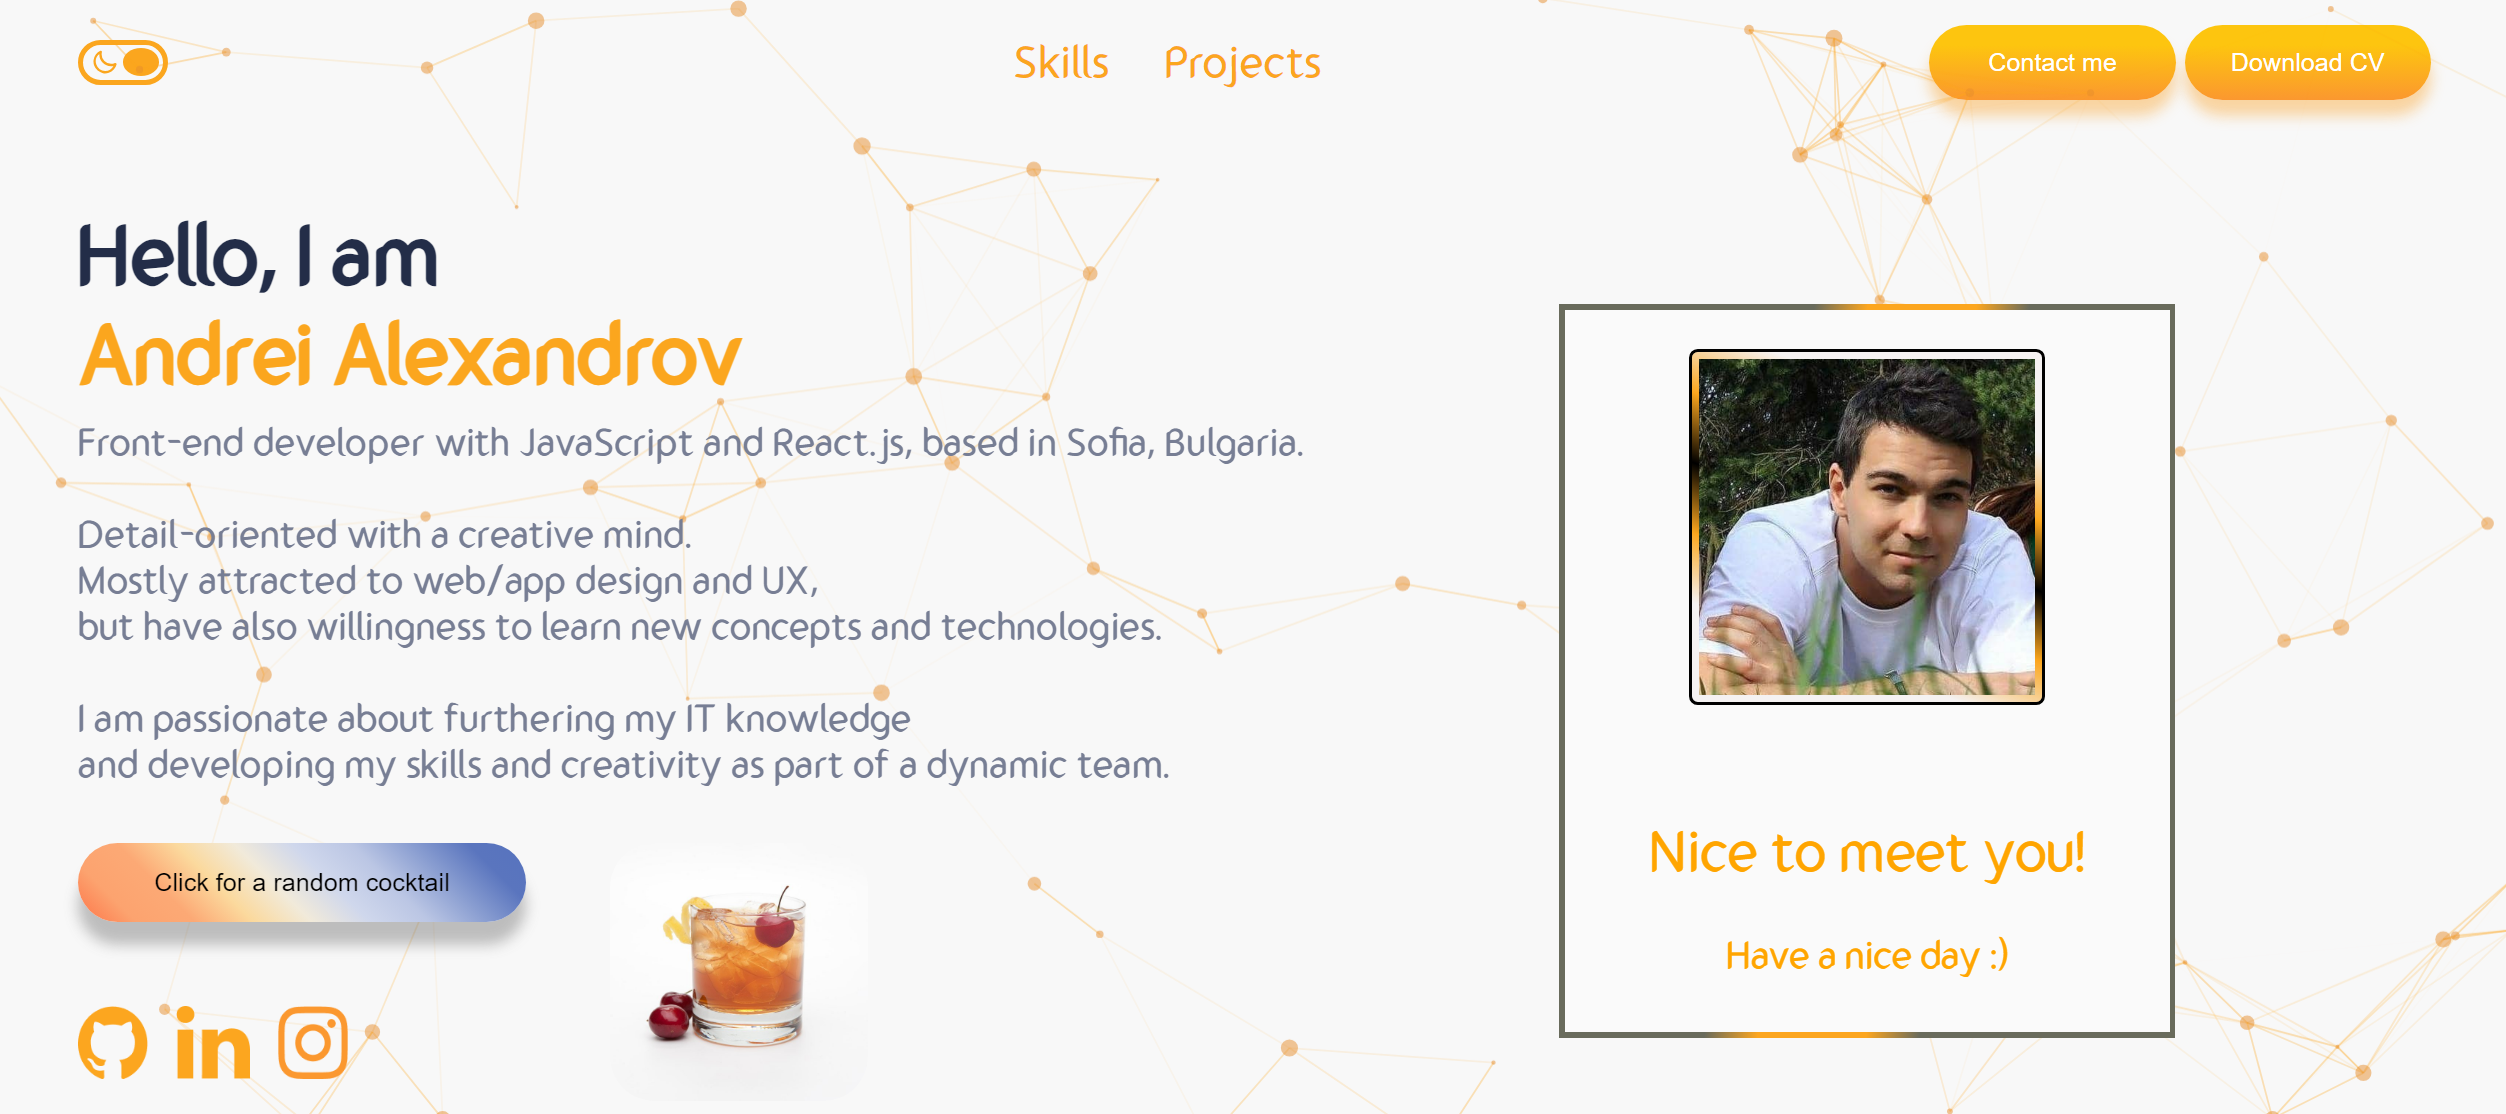 Skills Projects
Contact me
Download CV
Hello, I am
Andrei Alexandrov
Front-end developer with JavaScript and React.js, based in Sofia, Bulgaria.
Detail-oriented with a creative mind.
Mostly attracted to web/app design and UX,
but have also willingness to learn new concepts and technologies.
I am passionate about furthering my IT knowledge
and developing my skills and creativity as part of a dynamic team.
Click for a random cocktail
in
Nice to meet you!
Have a nice day :)